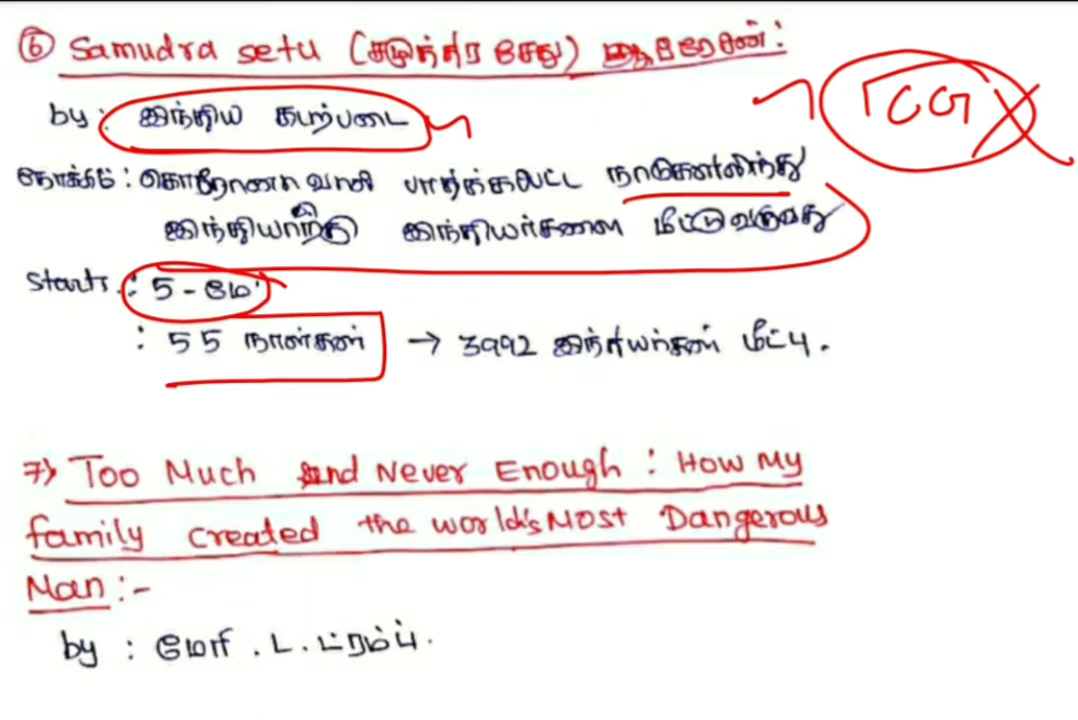 ⑥ Samudra setu (சமுத்திர சேது) ஆபரேசன்:
by: இந்திய கடற்படை
ICG
நோக்கம்: கொரோனாவால் பாதிக்கப்பட்ட நாடுகளிலிருந்து
இந்தியாவிற்கு இந்தியர்களை மீட்டுவருவது
Starts.: 5 - மே
: 55 நாள்கள் → 3992 இந்தியர்கள் மீட்பு.
7) Too Much and Never Enough: How My
family created the world's Most Dangerous
Man:-
by : மேரி . ட. ட்ரம்ப்.